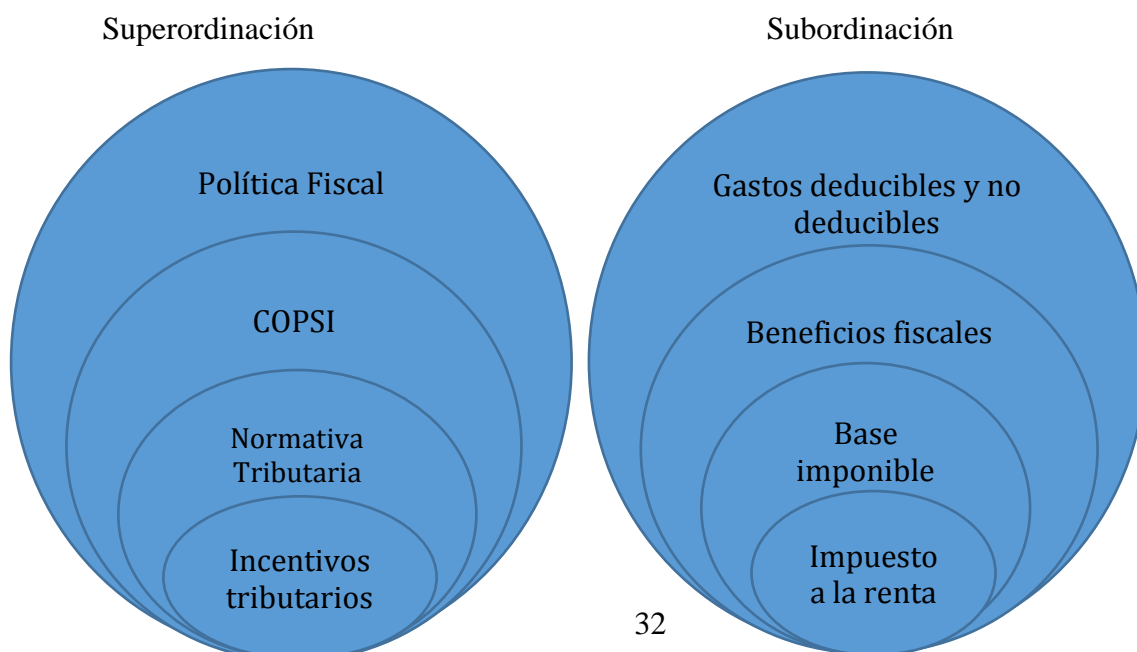 Superordinación
Subordinación
Política Fiscal
COPSI
Normativa
Tributaria
Incentivos
tributarios
Gastos deducibles y no
deducibles
Beneficios fiscales
Base
imponible
Impuesto
a la renta
32